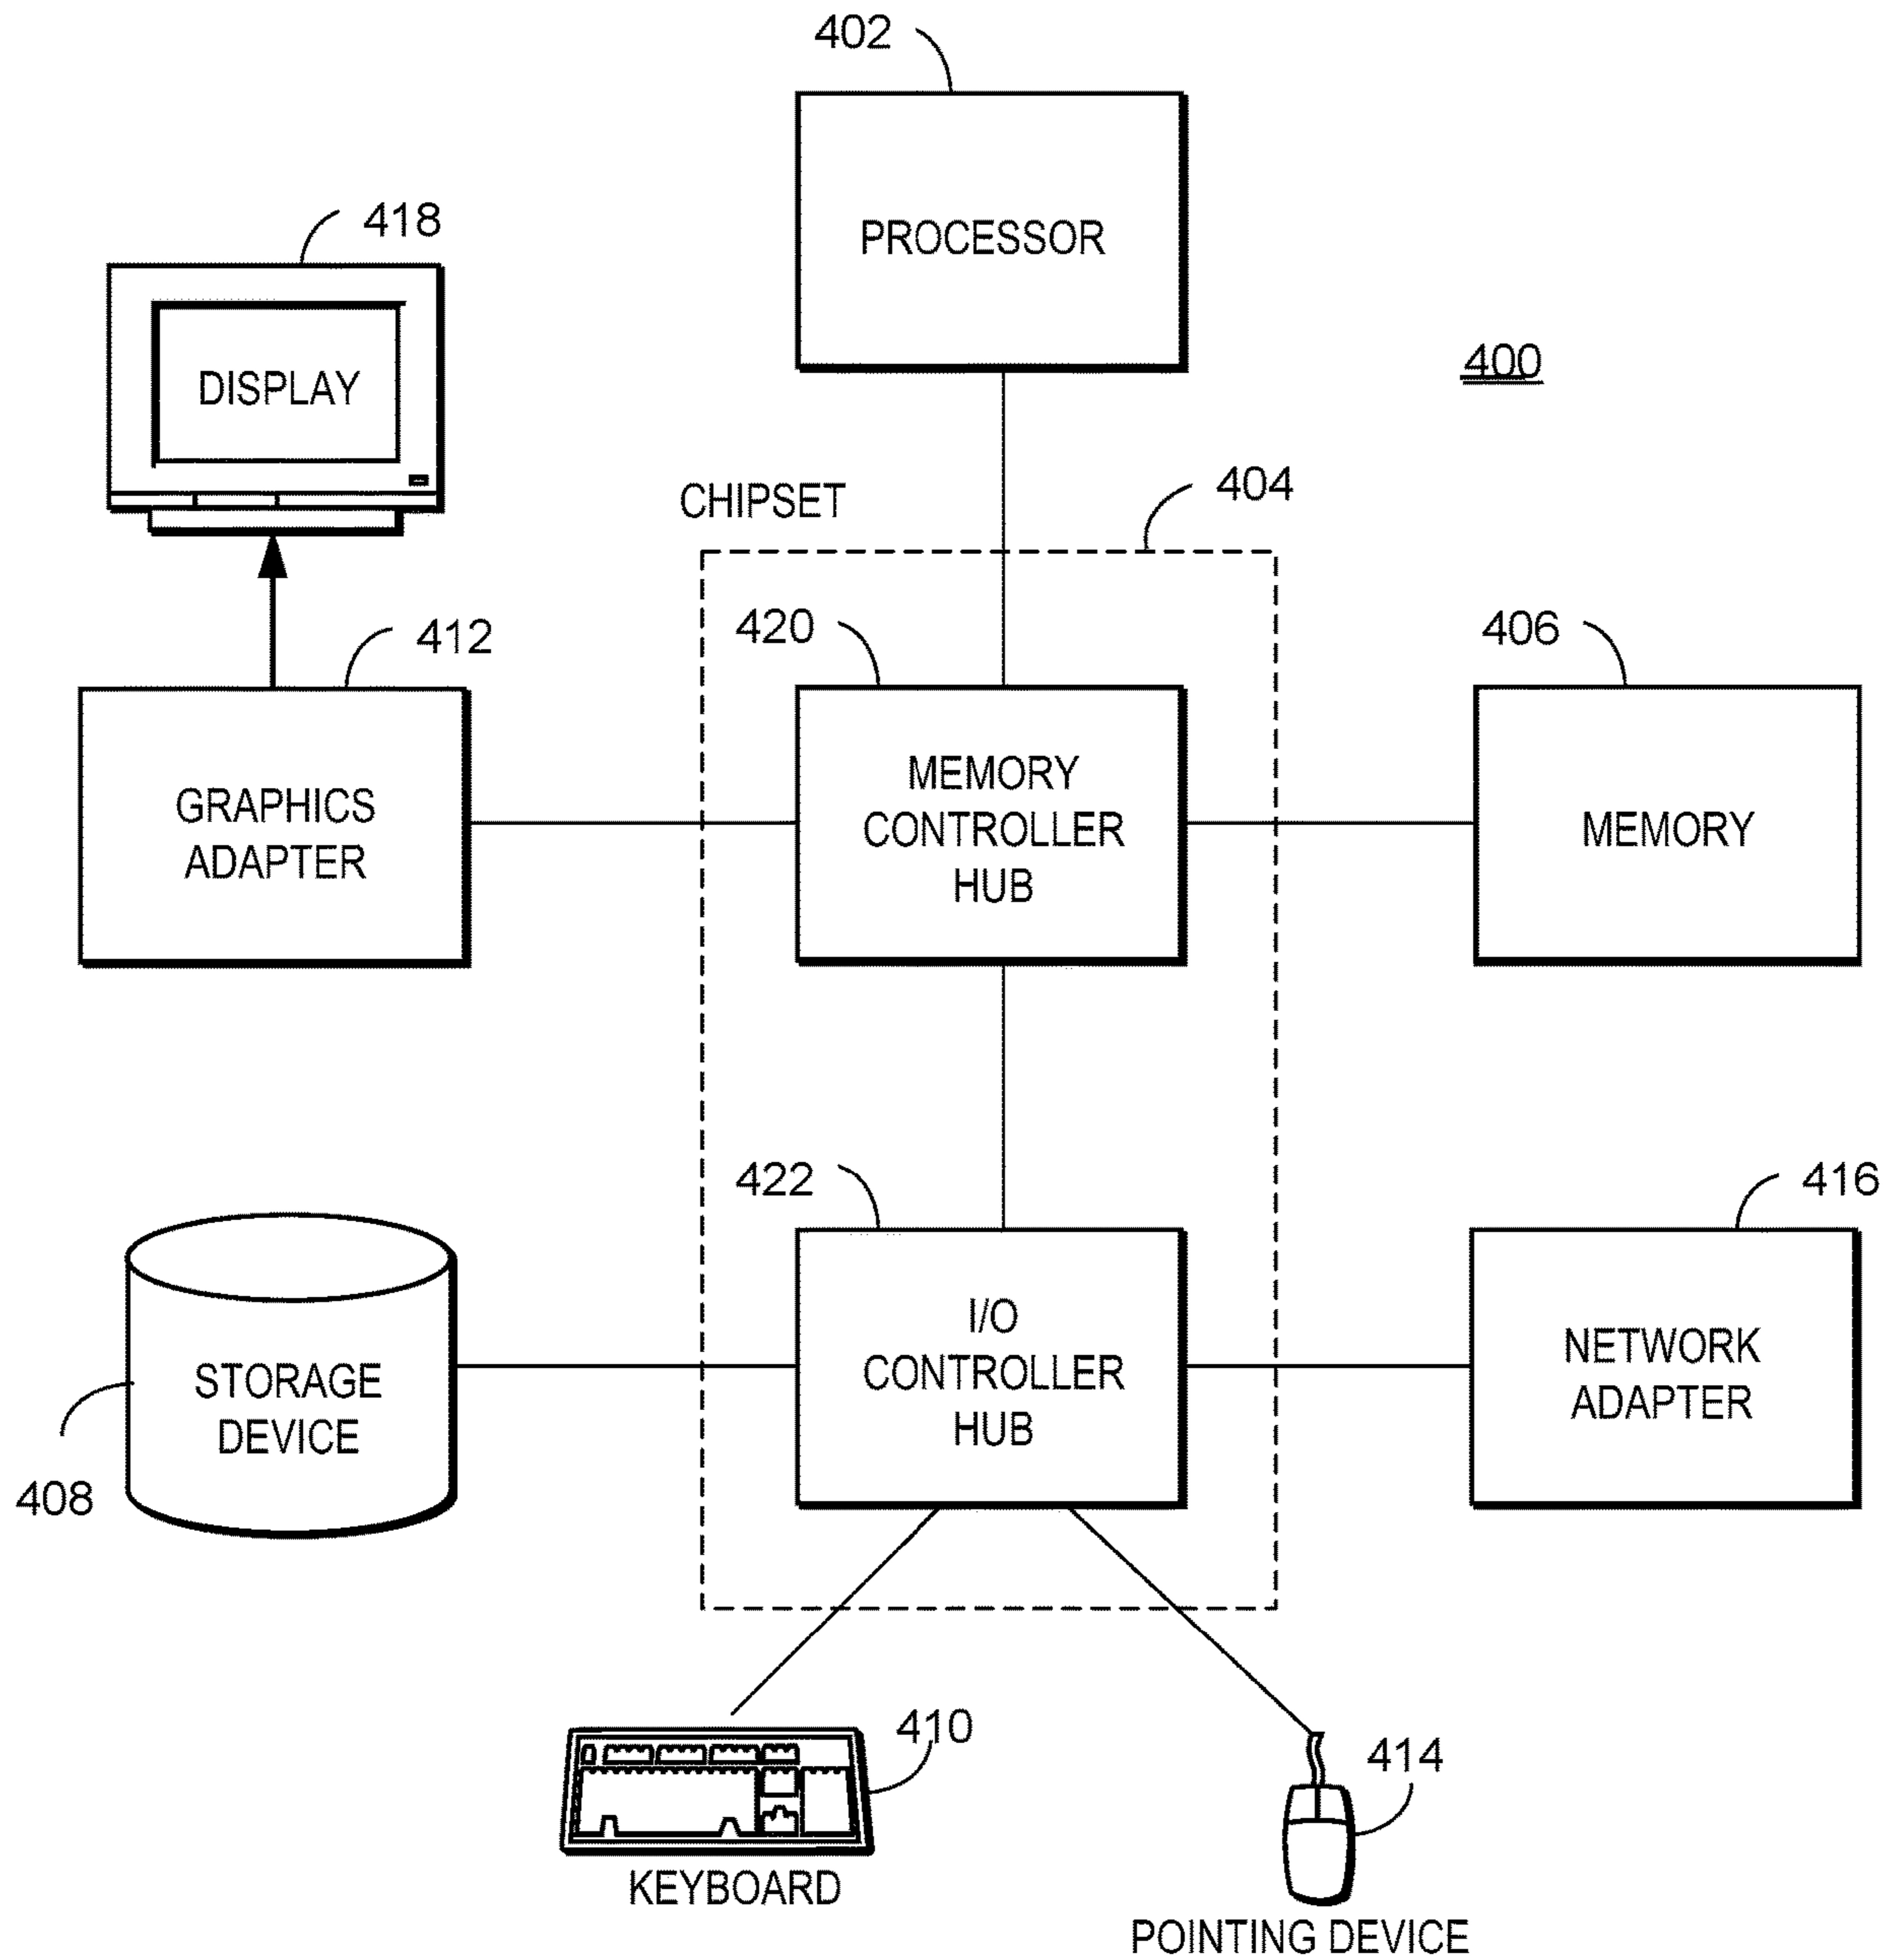 402
PROCESSOR
418
DISPLAY
400
CHIPSET
404
412
420
406
GRAPHICS
ADAPTER
MEMORY
CONTROLLER
HUB
MEMORY
422
416
408
STORAGE
DEVICE
I/O
CONTROLLER
HUB
NETWORK
ADAPTER
410
KEYBOARD
414
POINTING DEVICE